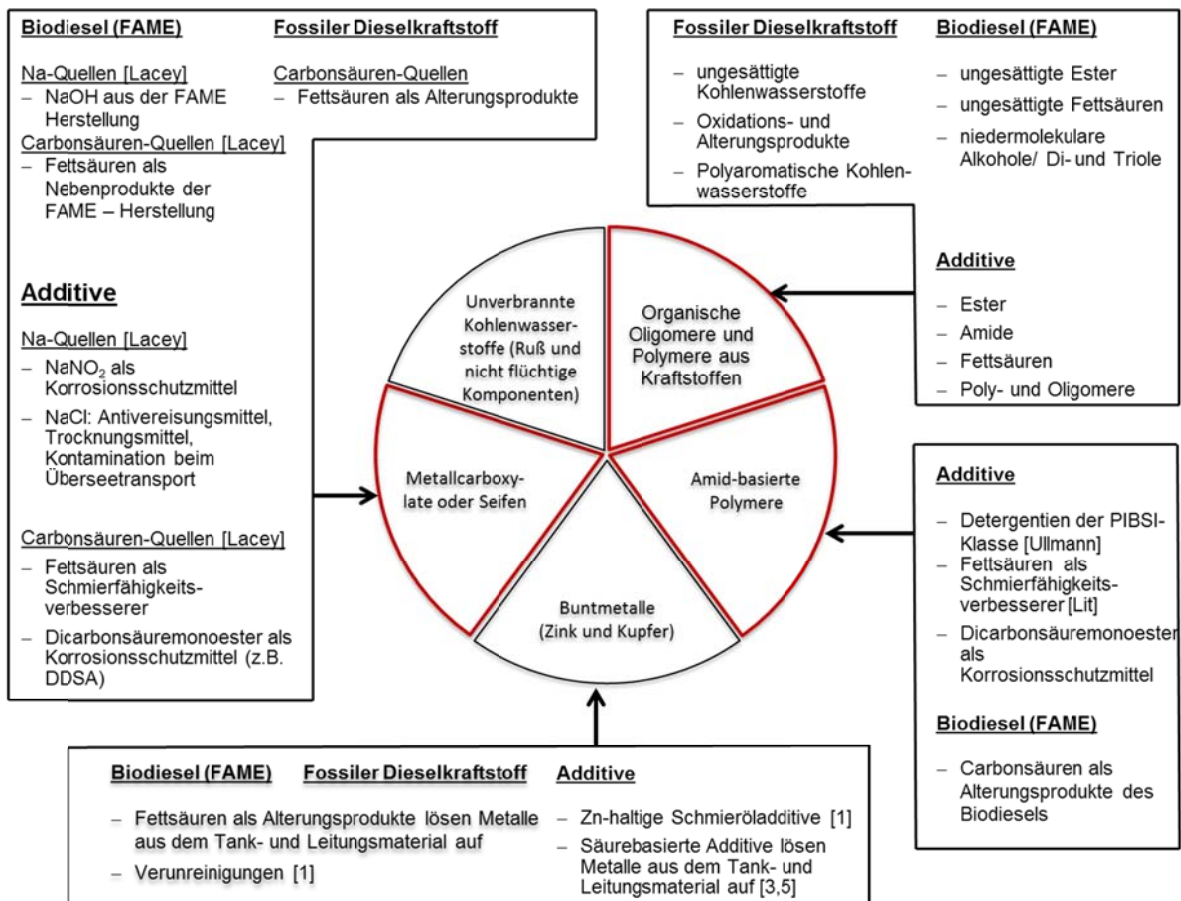 Biodiesel (FAME)
Na-Quellen [Lacey]
– NaOH aus der FAME
Herstellung
Carbonsäuren-Quellen [Lacey]
– Fettsäuren als
Nebenprodukte der
FAME – Herstellung
Fossiler Dieselkraftstoff
Carbonsäuren-Quellen
– Fettsäuren als Alterungsprodukte
Additive
Na-Quellen [Lacey]
– NaNO₂ als
Korrosionsschutzmittel
– NaCl: Antivereisungsmittel,
Trocknungsmittel,
Kontamination beim
Überseetransport
Carbonsäuren-Quellen [Lacey]
– Fettsäuren als
Schmierfähigkeits-
verbesserer
– Dicarbonsäuremonoester als
Korrosionsschutzmittel (z.B.
DDSA)
Fossiler Dieselkraftstoff
– ungesättigte
Kohlenwasserstoffe
– Oxidations- und
Alterungsprodukte
– Polyaromatische Kohlen-
wasserstoffe
Biodiesel (FAME)
– ungesättigte Ester
– ungesättigte Fettsäuren
– niedermolekulare
Alkohole/ Di- und Triole
Additive
– Ester
– Amide
– Fettsäuren
– Poly- und Oligomere
Unverbrannte
Kohlenwasser-
stoffe (Ruß und
nicht flüchtige
Komponenten)
Organische
Oligomere und
Polymere aus
Kraftstoffen
Metallcarboxy-
late oder Seifen
Amid-basierte
Polymere
Buntmetalle
(Zink und Kupfer)
Additive
– Detergentien der PIBSI-
Klasse [Ullmann]
– Fettsäuren als
Schmierfähigkeits-
verbesserer [Lit]
– Dicarbonsäuremonoester
als
Korrosionsschutzmittel
Biodiesel (FAME)
– Carbonsäuren als
Alterungsprodukte des
Biodiesels
Biodiesel (FAME) Fossiler Dieselkraftstoff
– Fettsäuren als Alterungsprodukte lösen Metalle
aus dem Tank- und Leitungsmaterial auf
– Verunreinigungen [1]
Additive
– Zn-haltige Schmieröladditive [1]
– Säurebasierte Additive lösen
Metalle aus dem Tank- und
Leitungsmaterial auf [3,5]